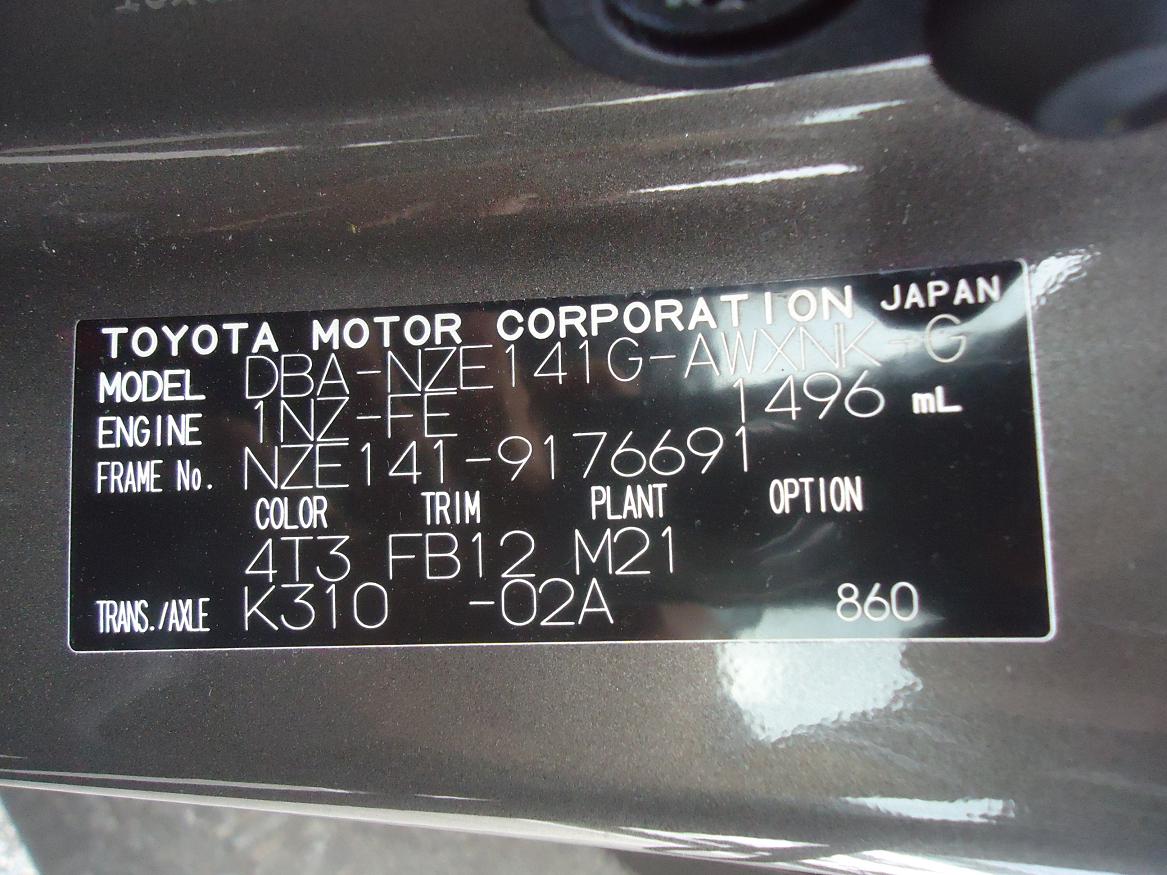 TOYOTA MOTOR CORPORATION JAPAN
MODEL DBA-NZE141G-AWXNK-G
ENGINE 1NZ-FE 1496 mL
FRAME No. NZE141-9176691
COLOR TRIM PLANT OPTION
4T3 FB12 M21
TRANS./AXLE K310 -02A 860